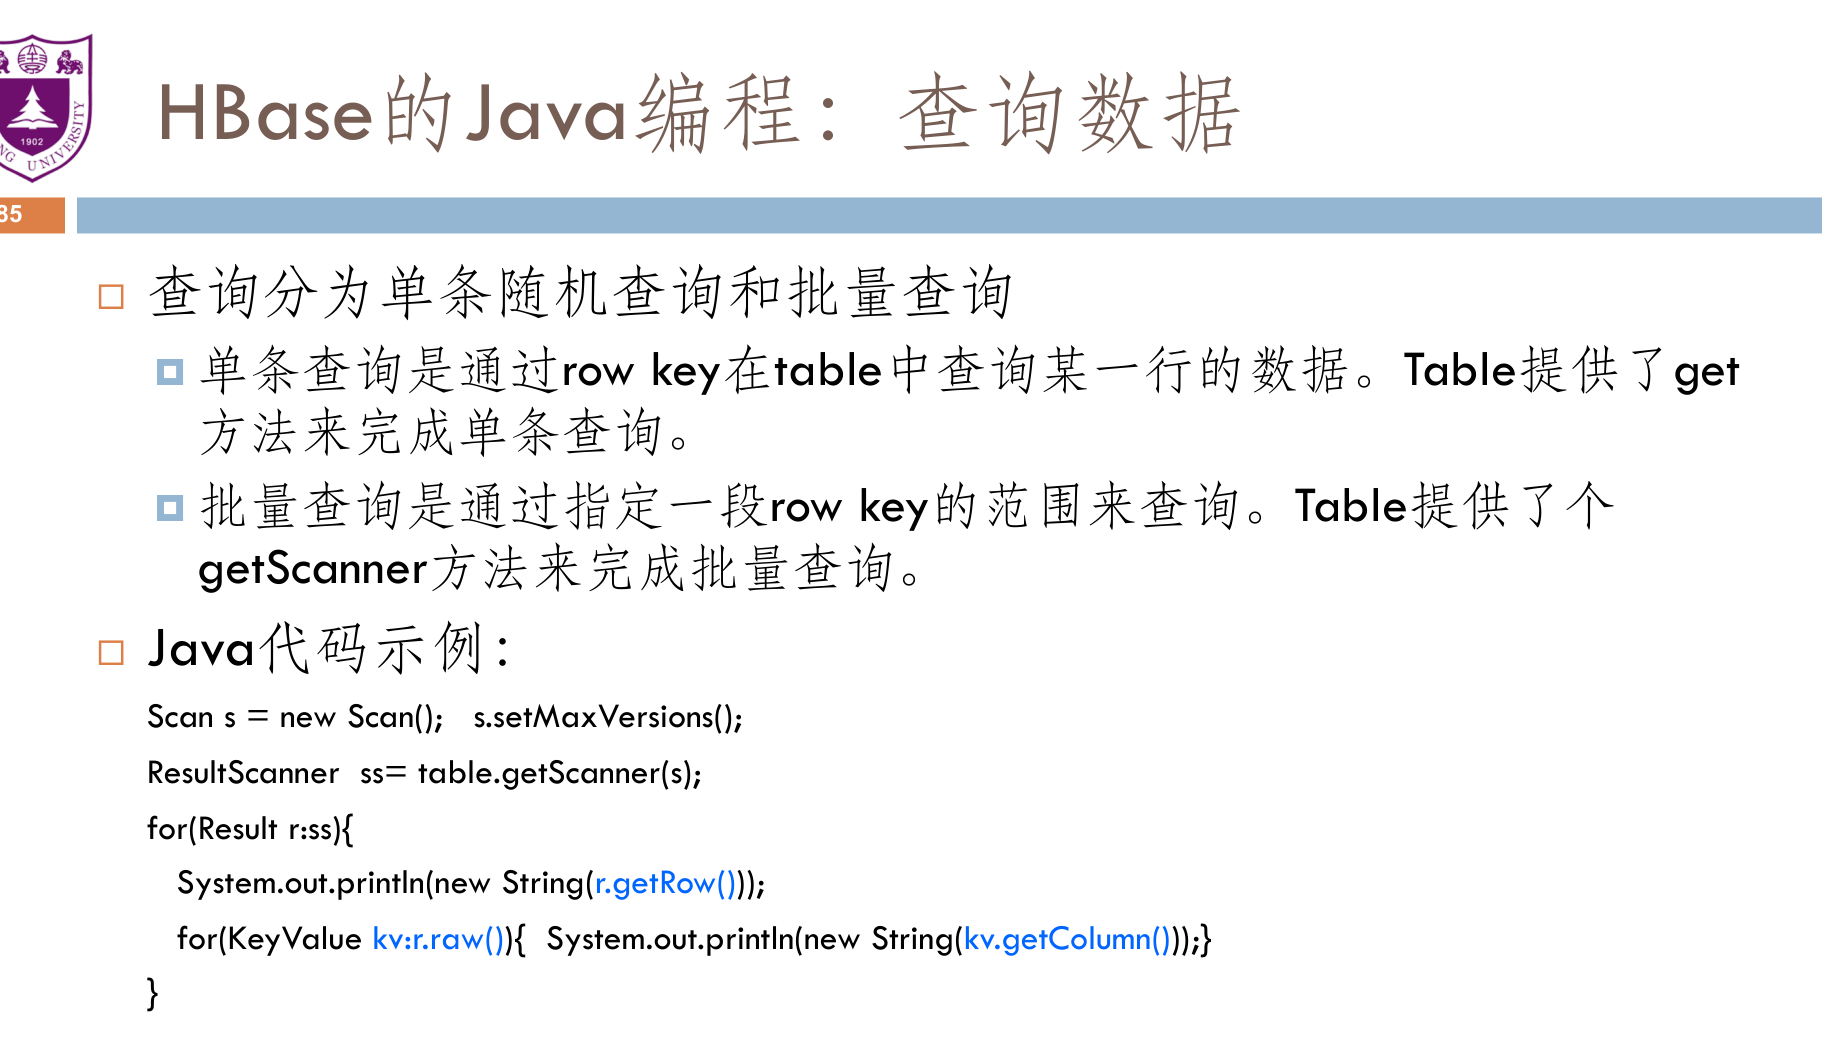 HBase的Java编程：查询数据
1902
UNIVERSITY
查询分为单条随机查询和批量查询
单条查询是通过row key在table中查询某一行的数据。Table提供了get
方法来完成单条查询。
批量查询是通过指定一段row key的范围来查询。Table提供了个
getScanner方法来完成批量查询。
Java代码示例：
Scan s = new Scan();   s.setMaxVersions();
ResultScanner  ss= table.getScanner(s);
for(Result r:ss){
System.out.println(new String(r.getRow()));
for(KeyValue kv:r.raw()){  System.out.println(new String(kv.getColumn()));}
}